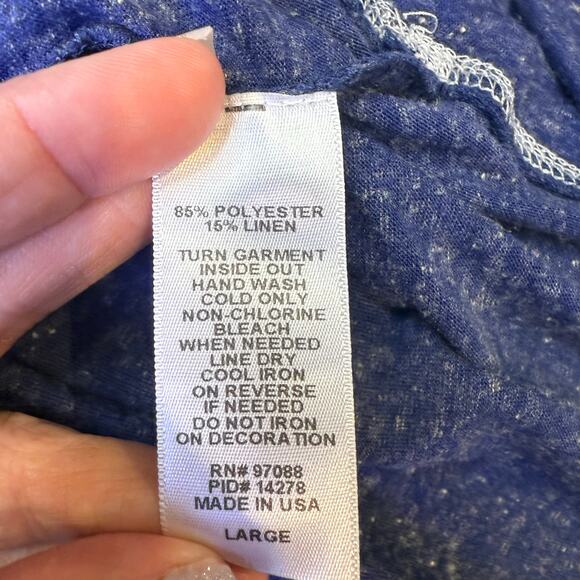 85% POLYESTER
15% LINEN
TURN GARMENT
INSIDE OUT
HAND WASH
COLD ONLY
NON-CHLORINE
BLEACH
WHEN NEEDED
LINE DRY
COOL IRON
ON REVERSE
IF NEEDED
DO NOT IRON
ON DECORATION
RN# 97088
PID# 14278
MADE IN USA
LARGE